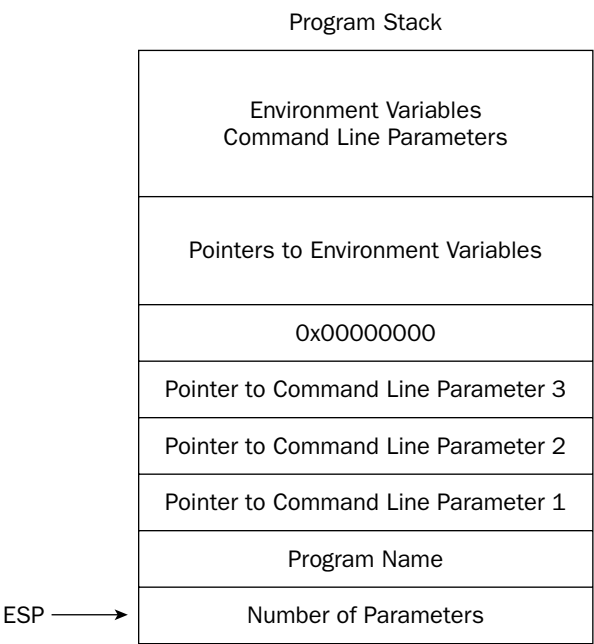 Program Stack
Environment Variables
Command Line Parameters
Pointers to Environment Variables
0x00000000
Pointer to Command Line Parameter 3
Pointer to Command Line Parameter 2
Pointer to Command Line Parameter 1
Program Name
ESP
Number of Parameters